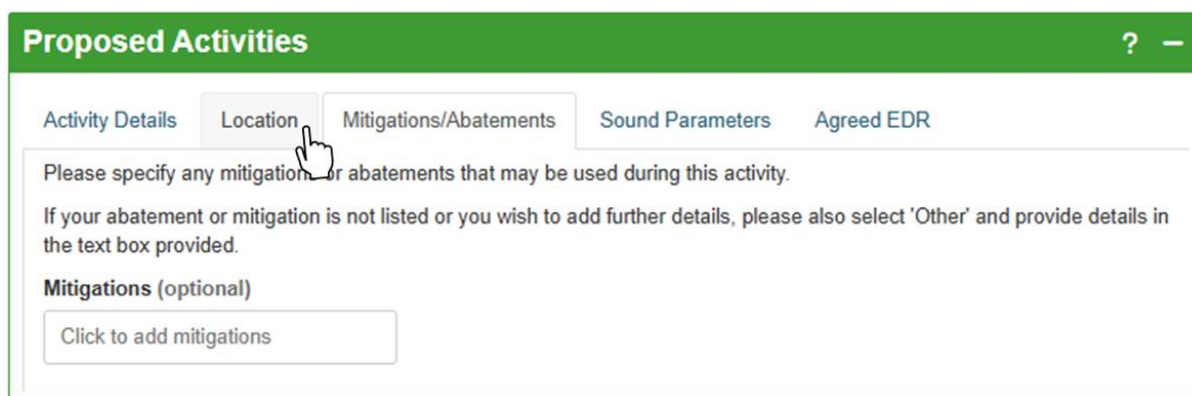 Proposed Activities ? −
Activity Details Location Mitigations/Abatements Sound Parameters Agreed EDR
Please specify any mitigation or abatements that may be used during this activity.
If your abatement or mitigation is not listed or you wish to add further details, please also select 'Other' and provide details in
the text box provided.
Mitigations (optional)
Click to add mitigations